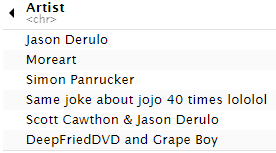 Artist
<chr>
Jason Derulo
Moreart
Simon Panrucker
Same joke about jojo 40 times lololol
Scott Cawthon & Jason Derulo
DeepFriedDVD and Grape Boy